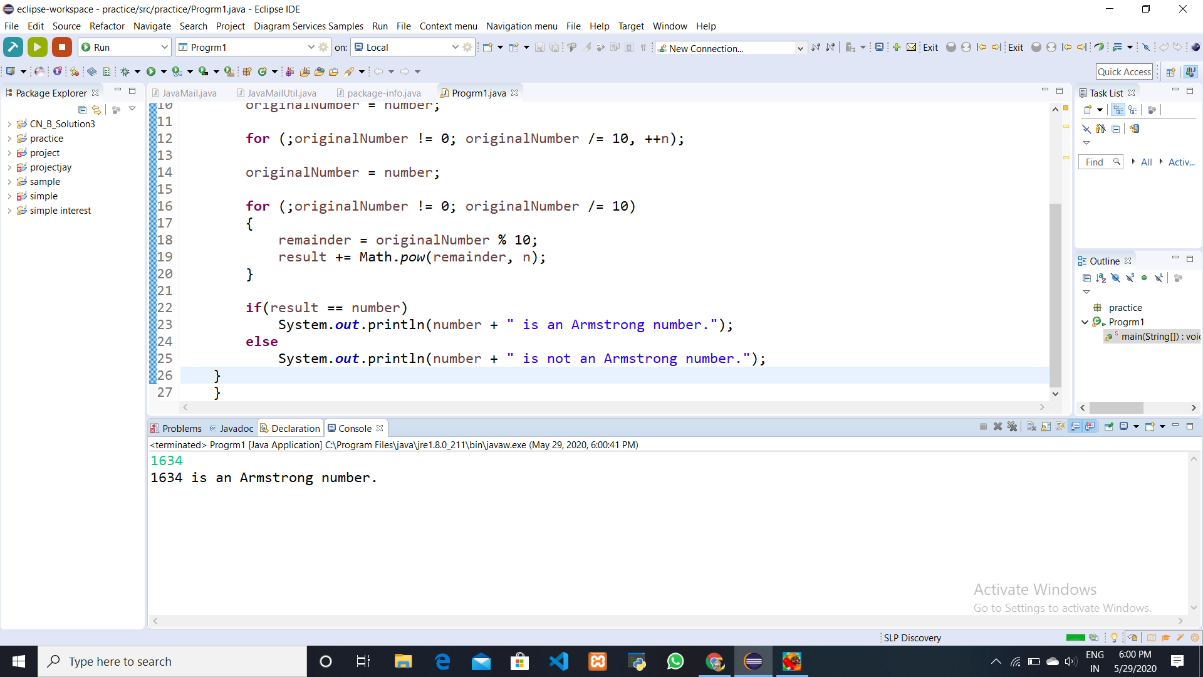 eclipse-workspace - practice/src/practice/Progrm1.java - Eclipse IDE
File Edit Source Refactor Navigate Search Project Diagram Services Samples Run File Context menu Navigation menu File Help Target Window Help
Run Progrm1 on: Local New Connection... Exit Exit
Quick Access
Package Explorer
CN_B_Solution3
practice
project
projectjay
sample
simple
simple interest
JavaMail.java JavaMailUtil.java package-info.java Progrm1.java
10 originalNumber = number;
11
12 for (;originalNumber != 0; originalNumber /= 10, ++n);
13
14 originalNumber = number;
15
16 for (;originalNumber != 0; originalNumber /= 10)
17 {
18 remainder = originalNumber % 10;
19 result += Math.pow(remainder, n);
20 }
21
22 if(result == number)
23 System.out.println(number + " is an Armstrong number.");
24 else
25 System.out.println(number + " is not an Armstrong number.");
26 }
27 }
Task List
Find All Activ...
Outline
practice
Progrm1
main(String[]) : voi
Problems Javadoc Declaration Console
<terminated> Progrm1 [Java Application] C:\Program Files\java\jre1.8.0_211\bin\javaw.exe (May 29, 2020, 6:00:41 PM)
1634
1634 is an Armstrong number.
Activate Windows
Go to Settings to activate Windows.
SLP Discovery
Type here to search
ENG
IN
6:00 PM
5/29/2020